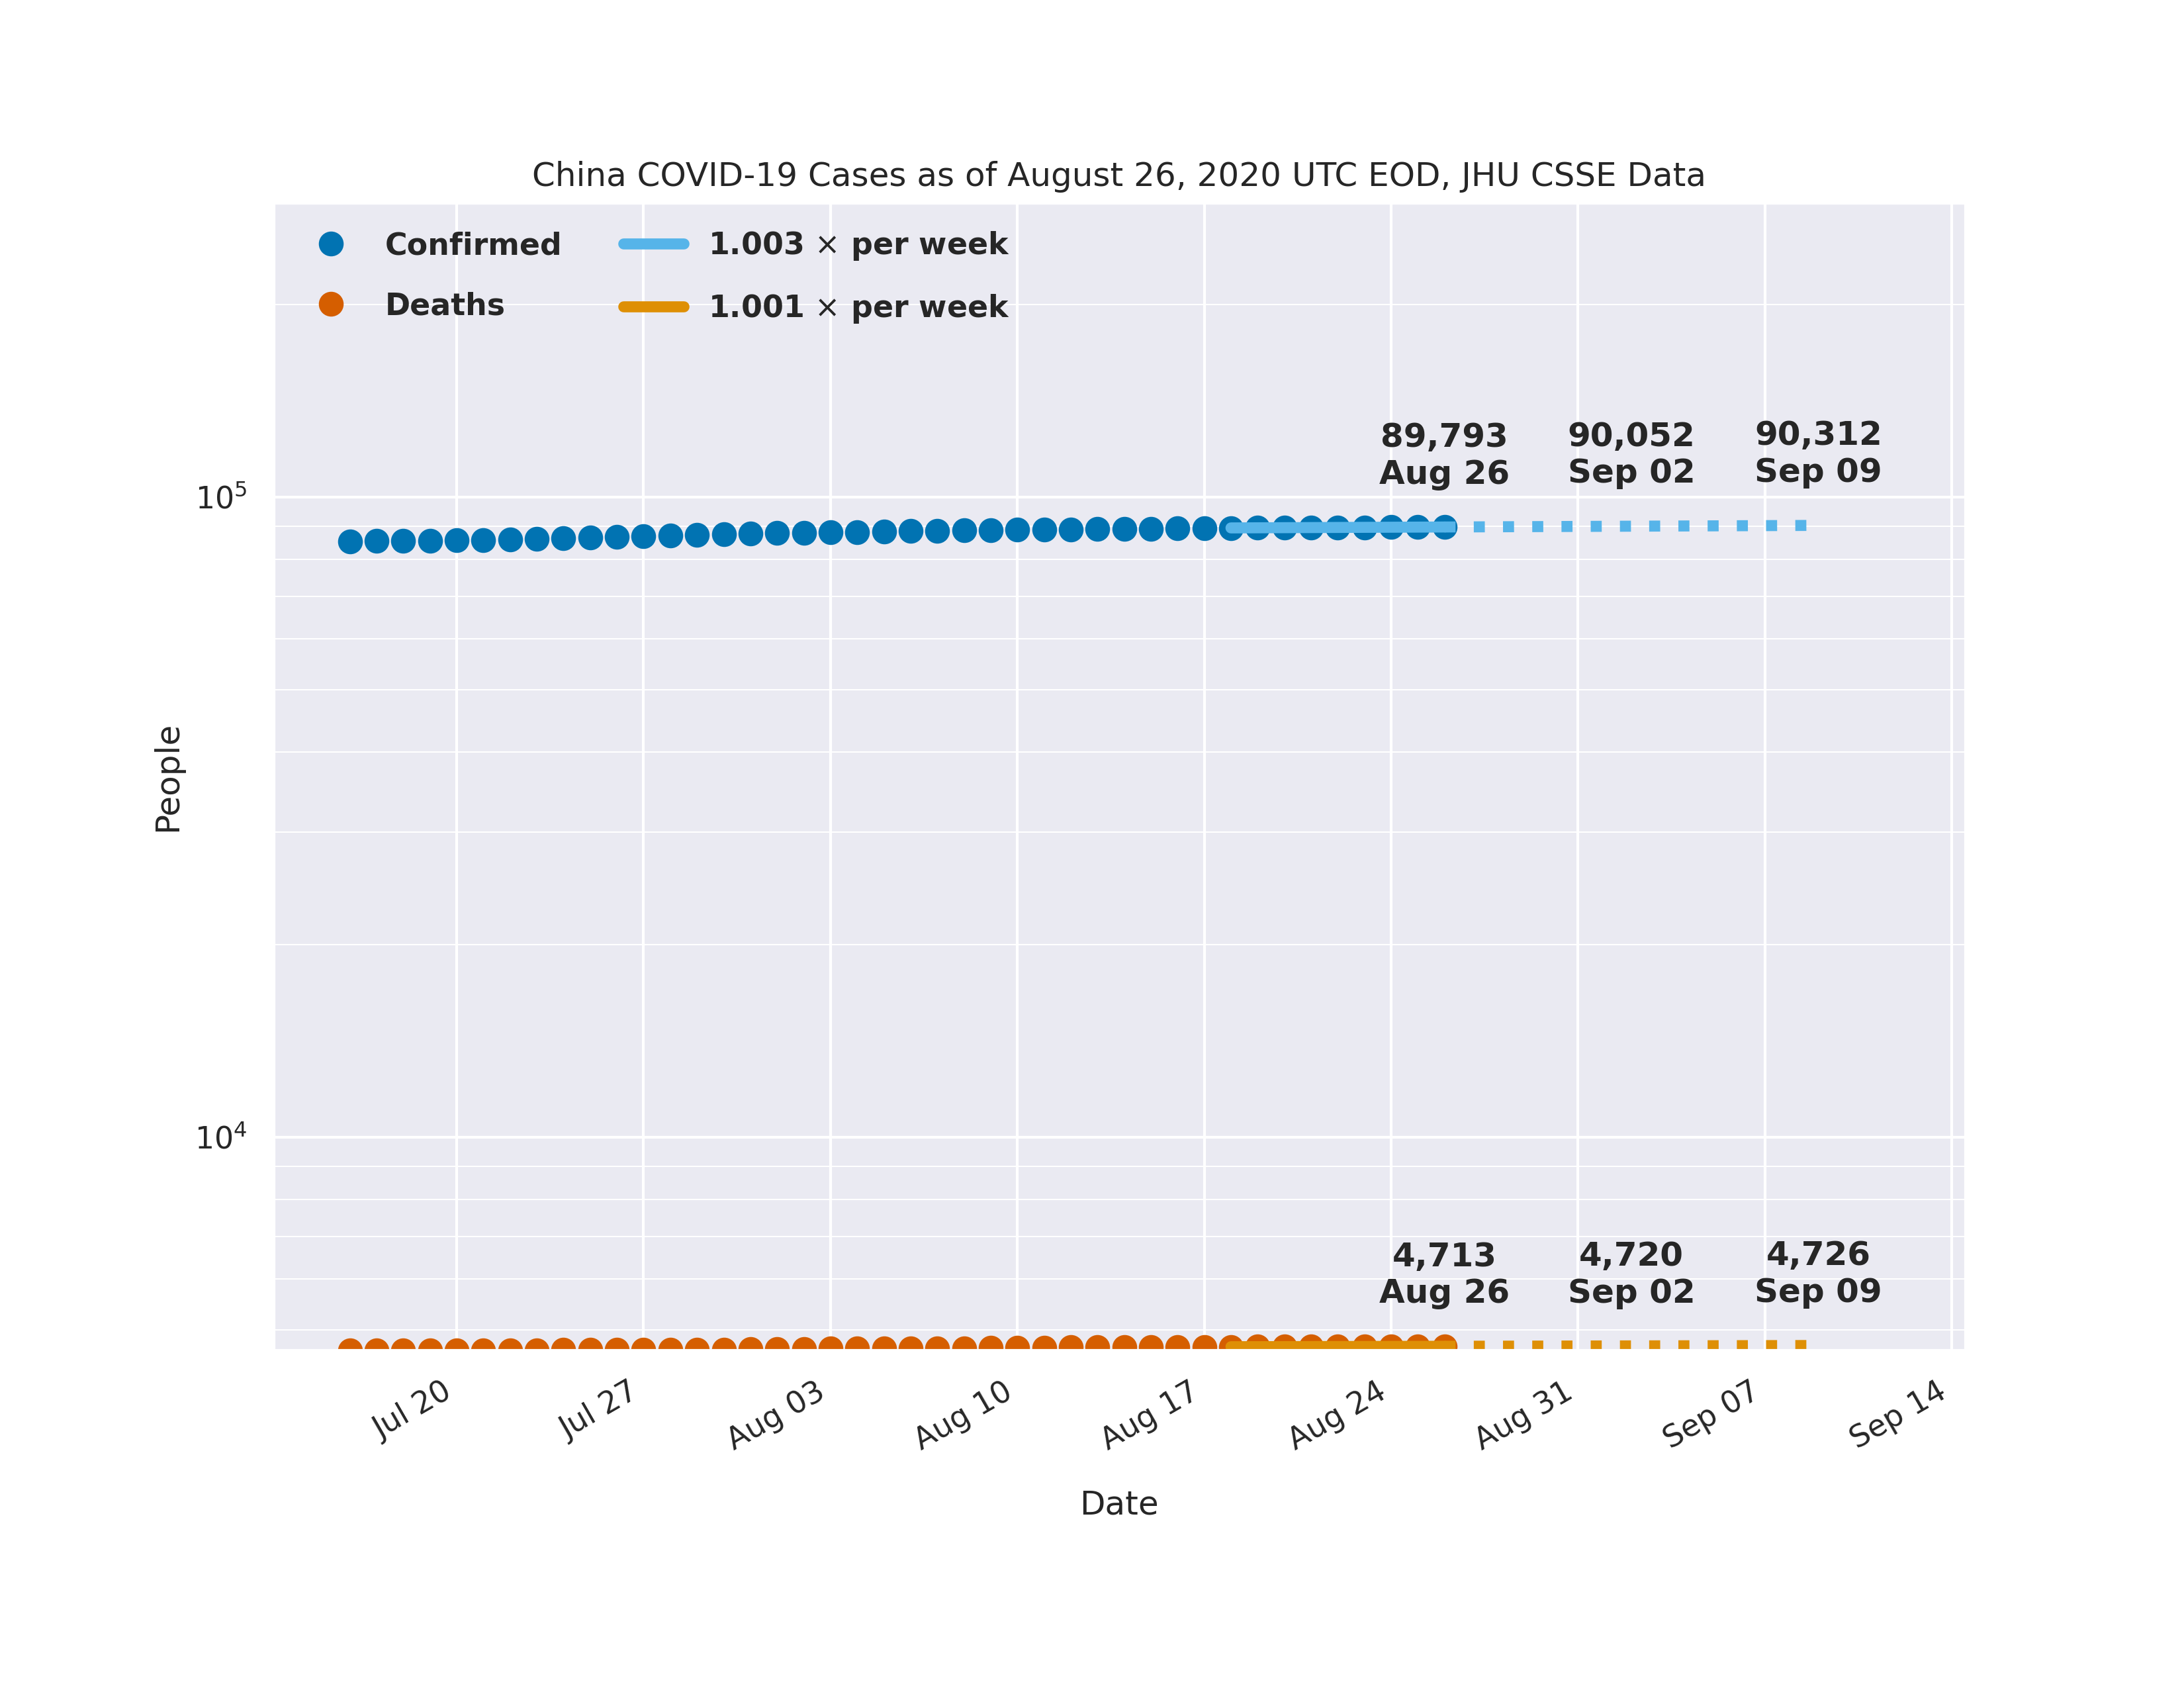 China COVID-19 Cases as of August 26, 2020 UTC EOD, JHU CSSE Data
Confirmed
Deaths
1.003 × per week
1.001 × per week
89,793
Aug 26
90,052
Sep 02
90,312
Sep 09
10⁵
10⁴
People
4,713
Aug 26
4,720
Sep 02
4,726
Sep 09
Jul 20
Jul 27
Aug 03
Aug 10
Aug 17
Aug 24
Aug 31
Sep 07
Sep 14
Date